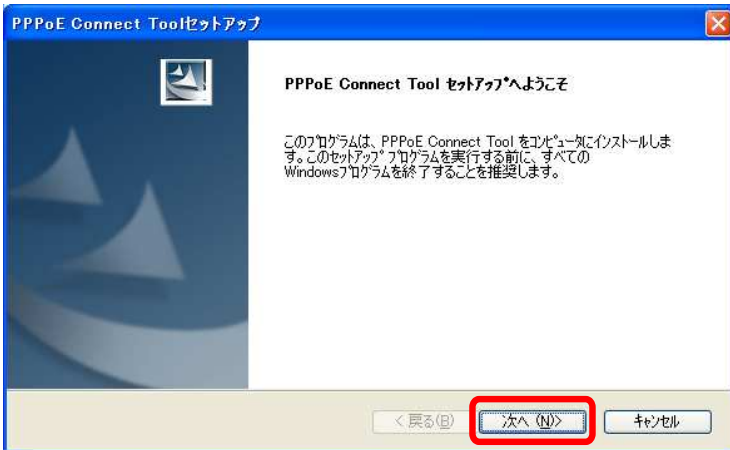 PPPoE Connect Toolセットアップ
PPPoE Connect Tool セットアップへようこそ
このプログラムは、PPPoE Connect Tool をコンピュータにインストールしま
す。このセットアップ プログラムを実行する前に、すべての
Windowsプログラムを終了することを推奨します。
< 戻る(B)
次へ (N)>
キャンセル